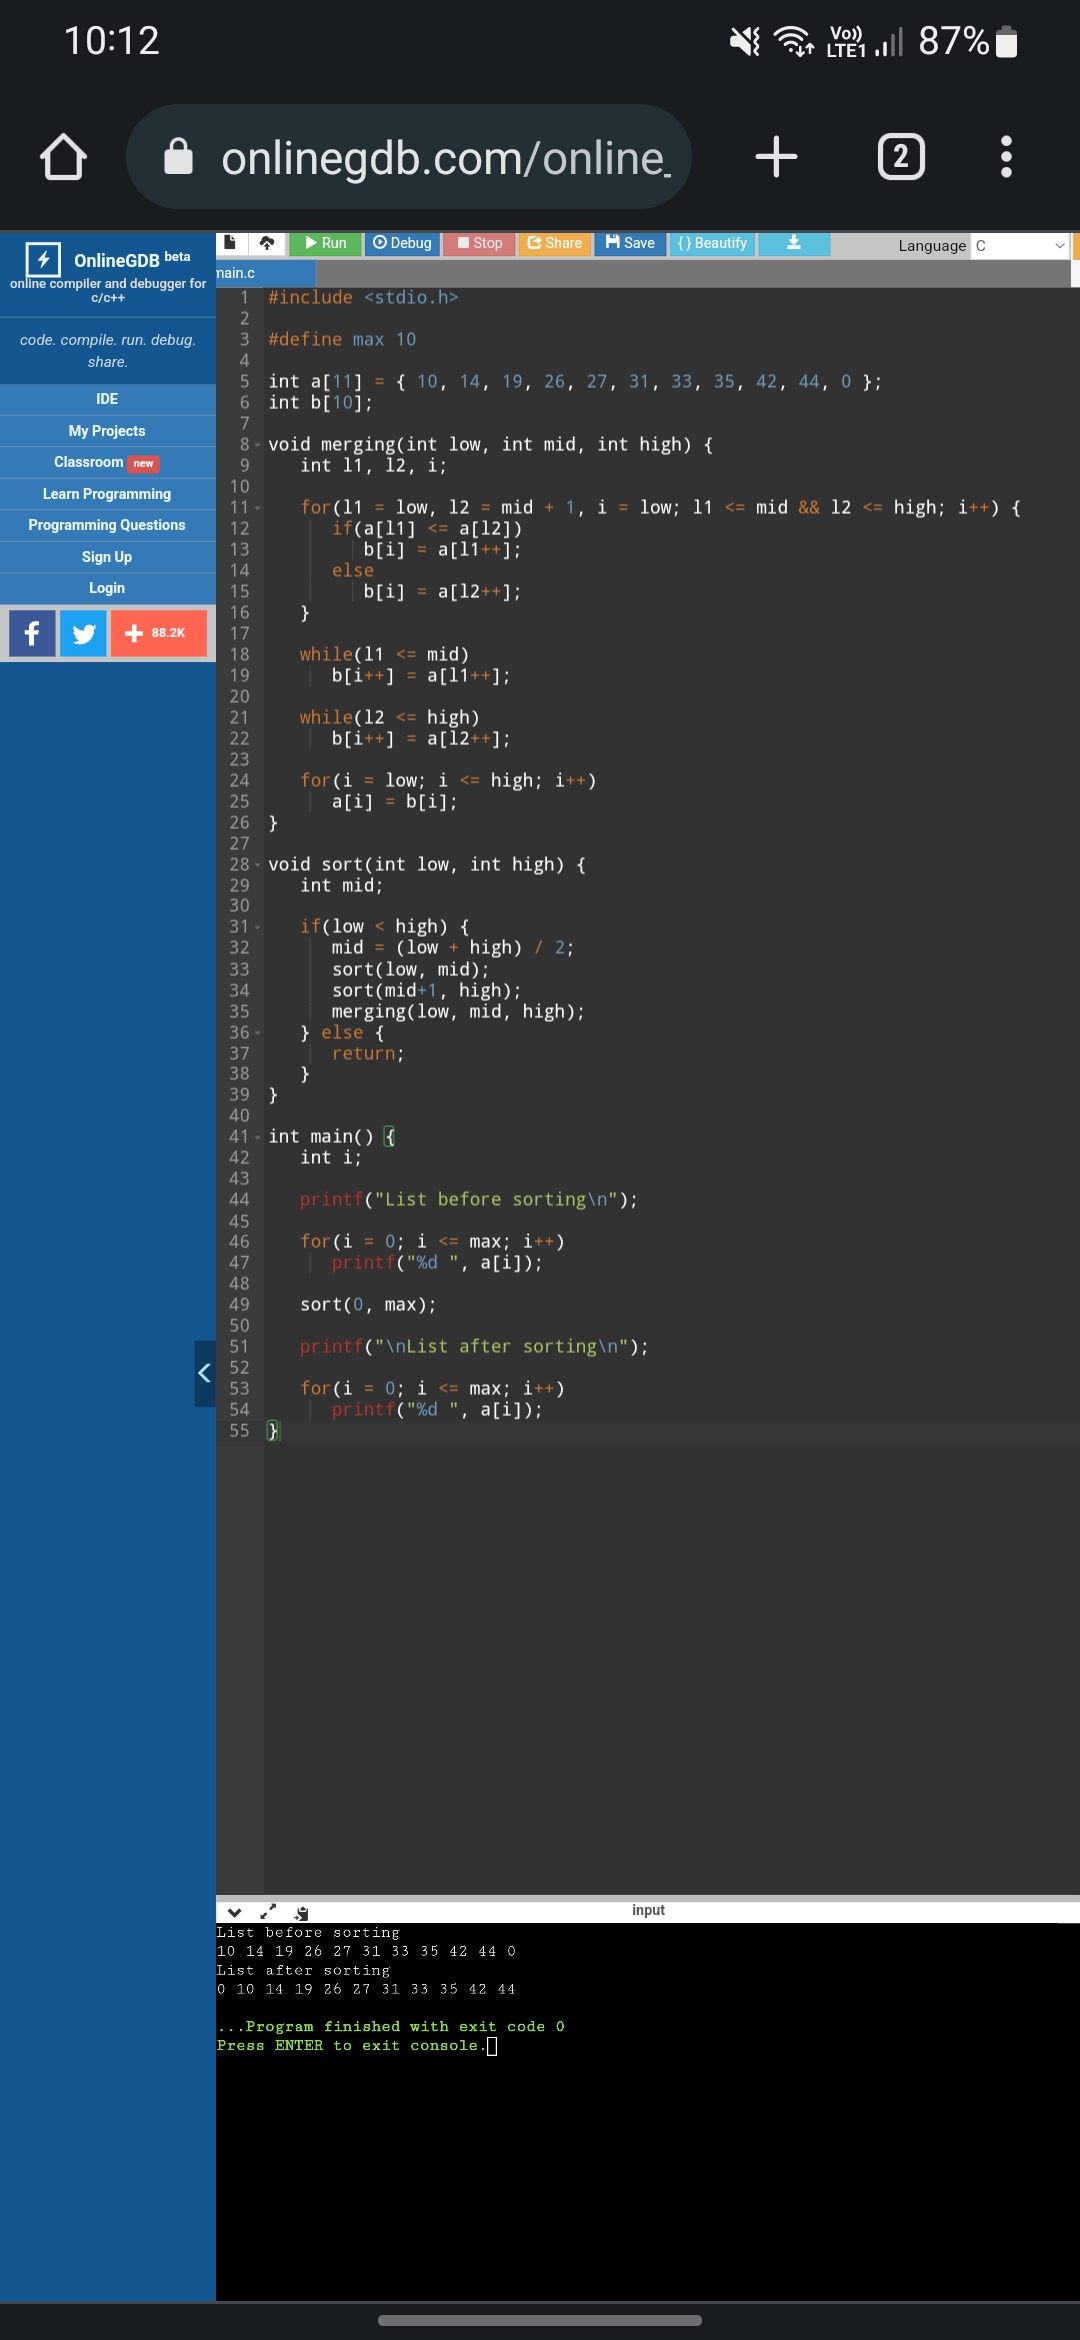 10:12
Vo)) LTE1 87%
onlinegdb.com/online_
2
OnlineGDB beta
online compiler and debugger for c/c++
code. compile. run. debug. share.
IDE
My Projects
Classroom new
Learn Programming
Programming Questions
Sign Up
Login
f 88.2K
Run Debug Stop Share Save {} Beautify Language C
main.c
1 #include <stdio.h>
2
3 #define max 10
4
5 int a[11] = { 10, 14, 19, 26, 27, 31, 33, 35, 42, 44, 0 };
6 int b[10];
7
8 void merging(int low, int mid, int high) {
9    int l1, l2, i;
10
11    for(l1 = low, l2 = mid + 1, i = low; l1 <= mid && l2 <= high; i++) {
12       if(a[l1] <= a[l2])
13          b[i] = a[l1++];
14       else
15          b[i] = a[l2++];
16    }
17
18    while(l1 <= mid)
19       b[i++] = a[l1++];
20
21    while(l2 <= high)
22       b[i++] = a[l2++];
23
24    for(i = low; i <= high; i++)
25       a[i] = b[i];
26 }
27
28 void sort(int low, int high) {
29    int mid;
30
31    if(low < high) {
32       mid = (low + high) / 2;
33       sort(low, mid);
34       sort(mid+1, high);
35       merging(low, mid, high);
36    } else {
37       return;
38    }
39 }
40
41 int main() {
42    int i;
43
44    printf("List before sorting\n");
45
46    for(i = 0; i <= max; i++)
47       printf("%d ", a[i]);
48
49    sort(0, max);
50
51    printf("\nList after sorting\n");
52
53    for(i = 0; i <= max; i++)
54       printf("%d ", a[i]);
55 }
input
List before sorting
10 14 19 26 27 31 33 35 42 44 0
List after sorting
0 10 14 19 26 27 31 33 35 42 44
...Program finished with exit code 0
Press ENTER to exit console.